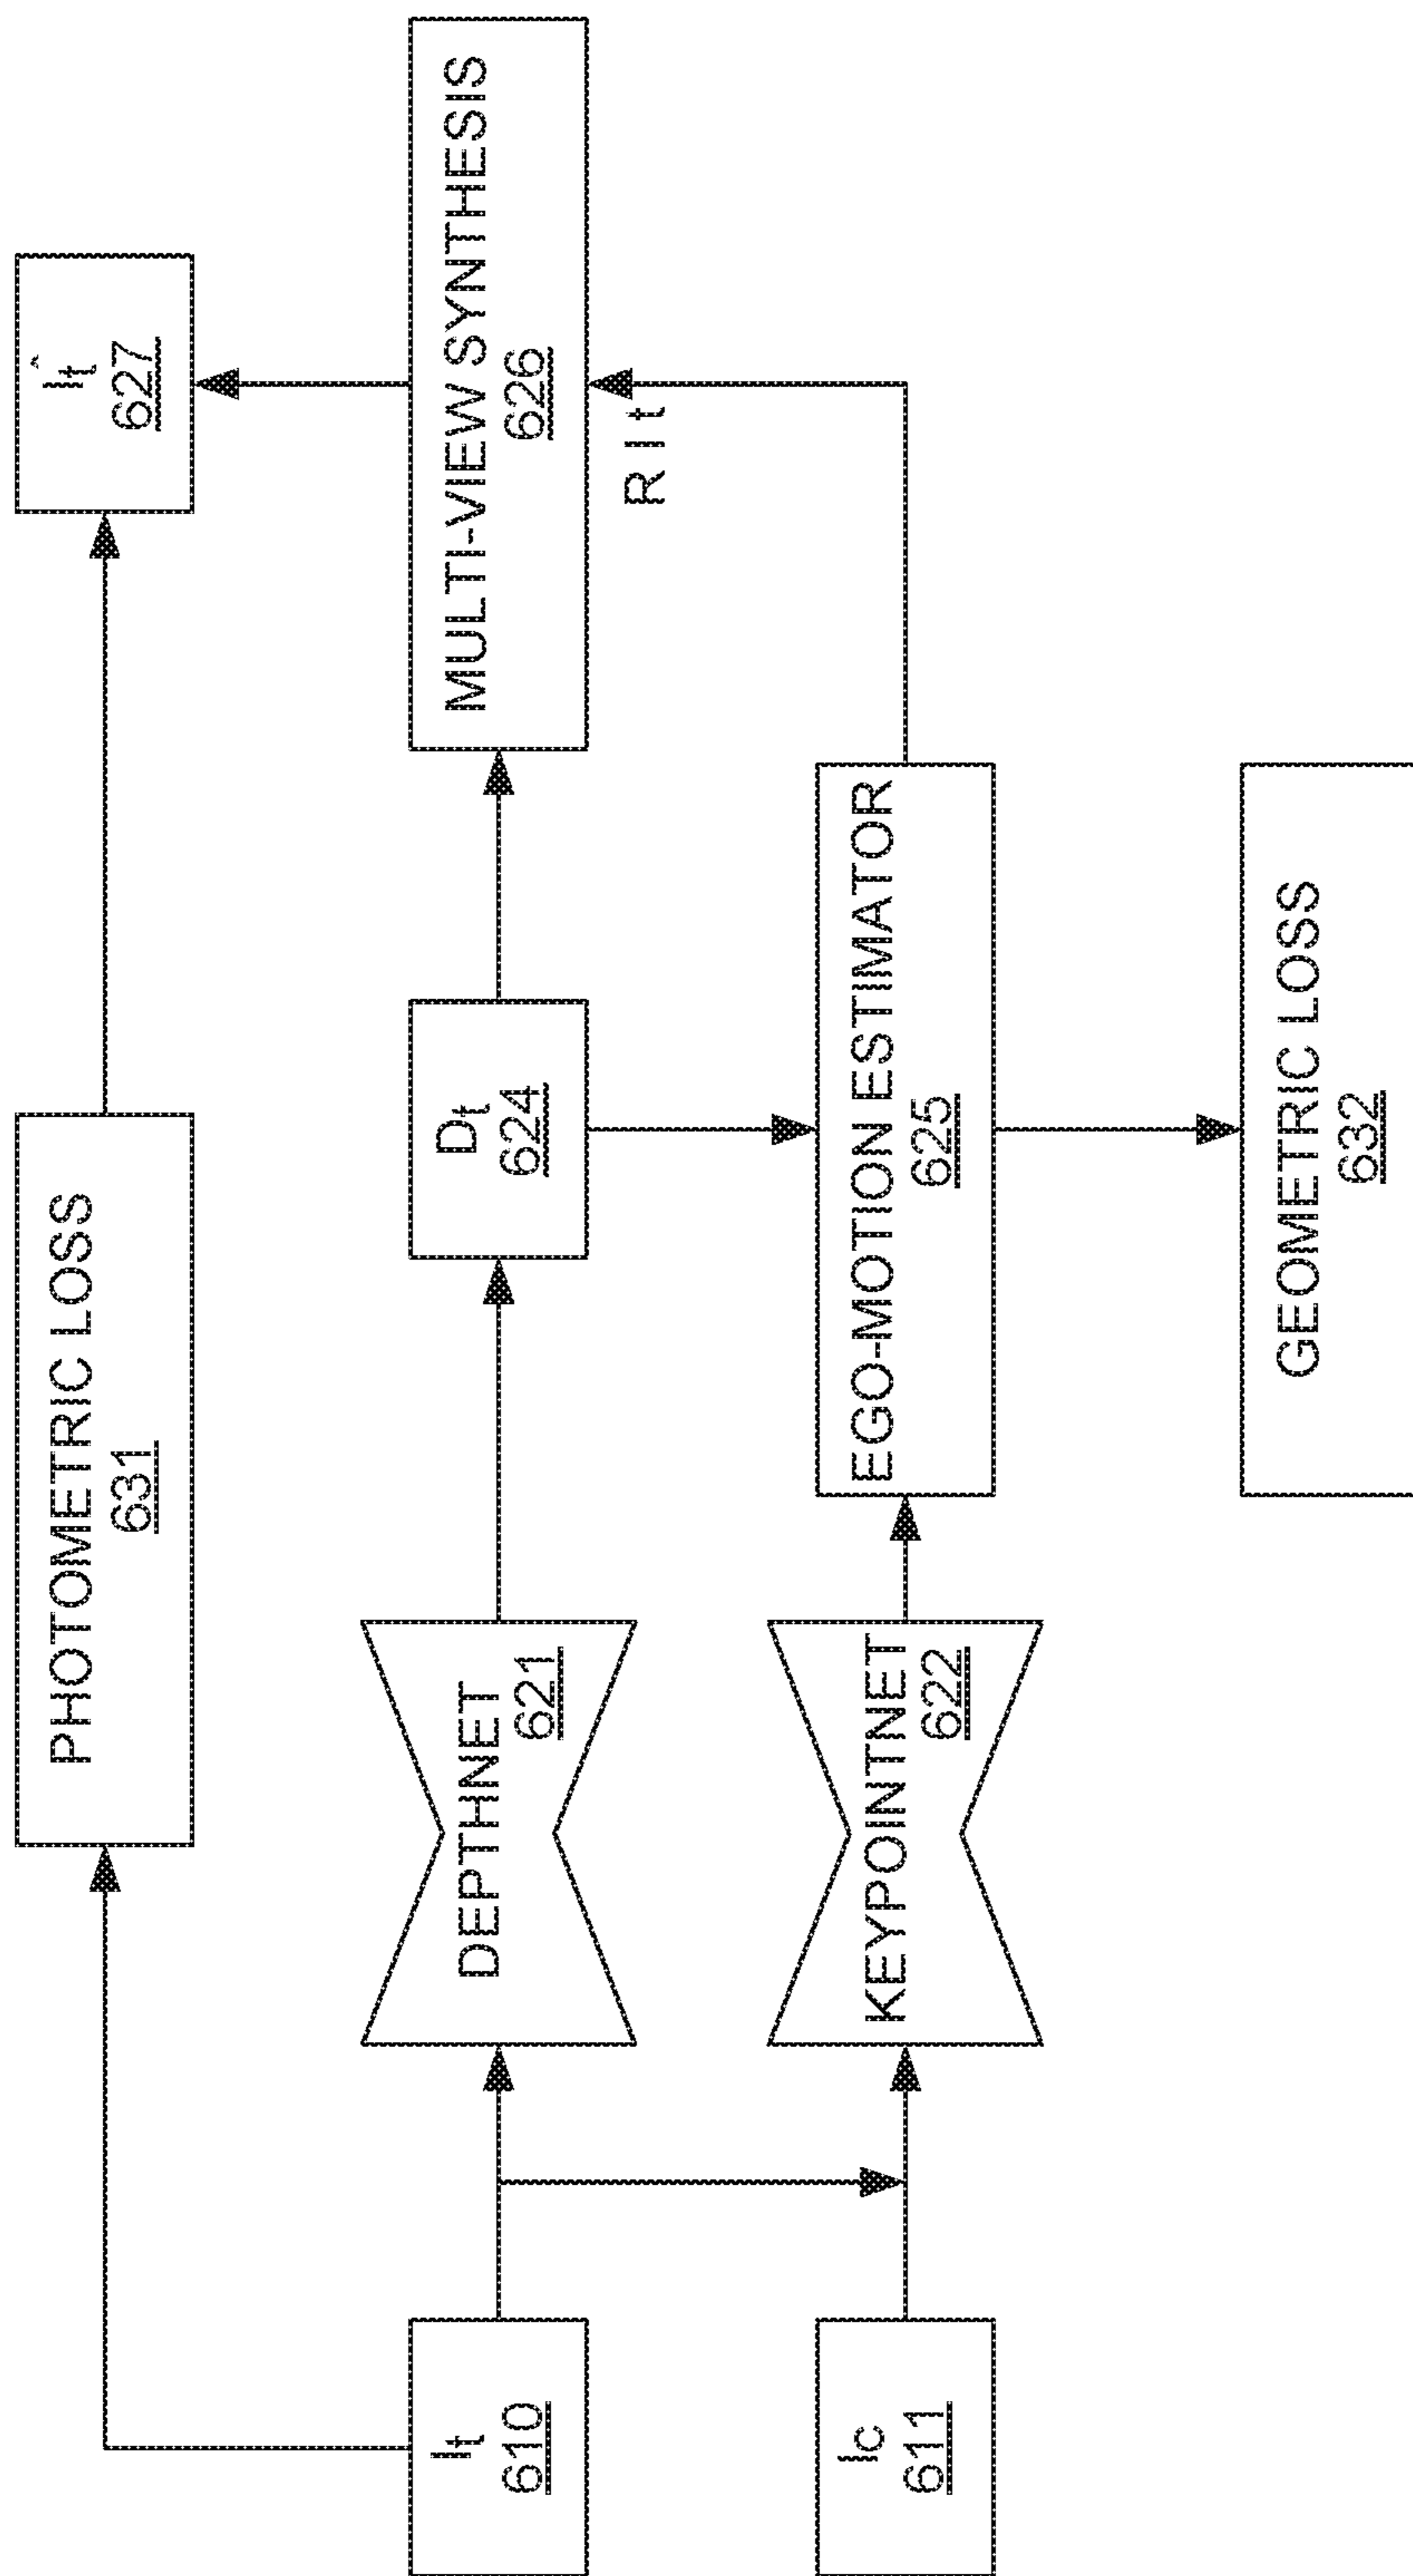 PHOTOMETRIC LOSS
631
Ît
627
It
610
DEPTHNET
621
Dt
624
MULTI-VIEW SYNTHESIS
626
R I t
Ic
611
KEYPOINTNET
622
EGO-MOTION ESTIMATOR
625
GEOMETRIC LOSS
632